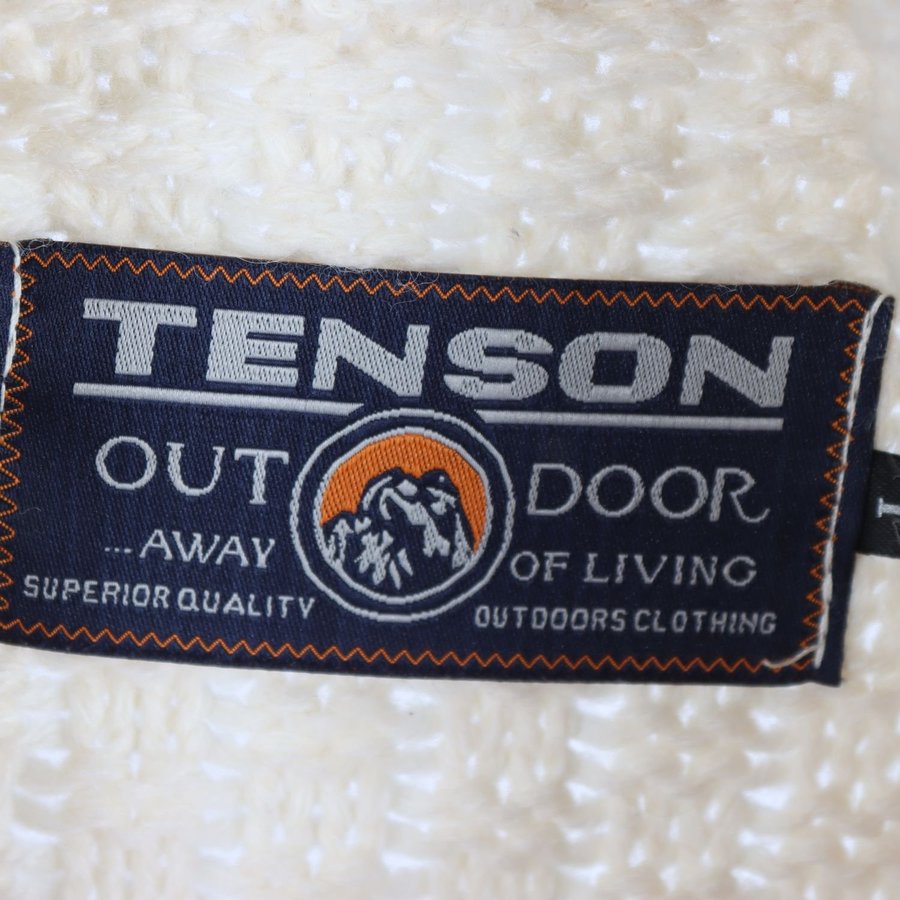 TENSON
OUT DOOR
...AWAY OF LIVING
SUPERIOR QUALITY OUTDOORS CLOTHING